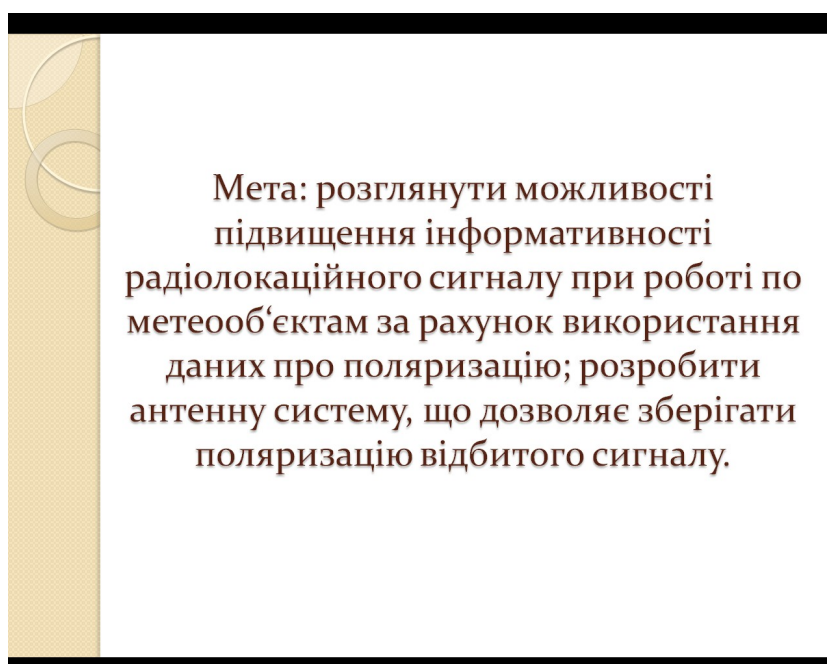 Мета: розглянути можливості
підвищення інформативності
радіолокаційного сигналу при роботі по
метеооб‘єктам за рахунок використання
даних про поляризацію; розробити
антенну систему, що дозволяє зберігати
поляризацію відбитого сигналу.